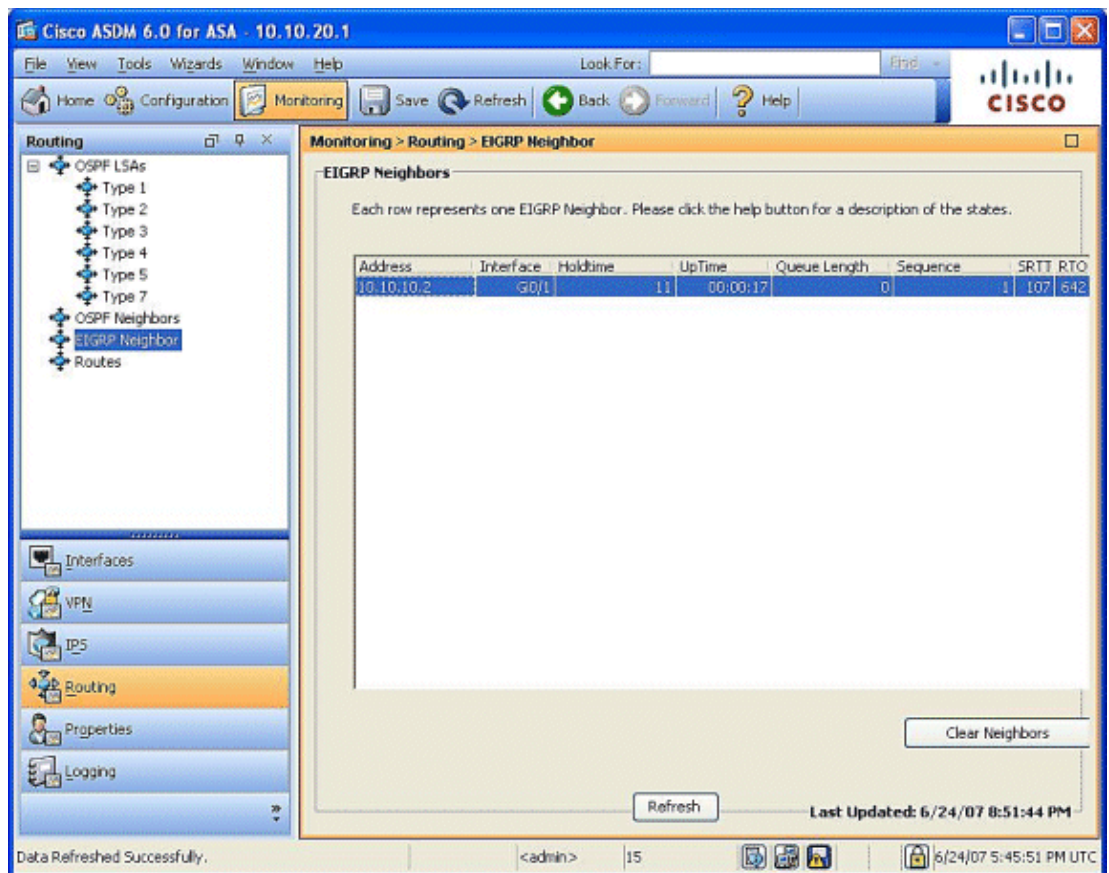 Cisco ASDM 6.0 for ASA - 10.10.20.1
File View Tools Wizards Window Help Look For: Find
Home Configuration Monitoring Save Refresh Back Forward Help
CISCO
Routing
OSPF LSAs
Type 1
Type 2
Type 3
Type 4
Type 5
Type 7
OSPF Neighbors
EIGRP Neighbor
Routes
Interfaces
VPN
IPS
Routing
Properties
Logging
Monitoring > Routing > EIGRP Neighbor
EIGRP Neighbors
Each row represents one EIGRP Neighbor. Please click the help button for a description of the states.
Address Interface Holdtime UpTime Queue Length Sequence SRTT RTO
10.10.10.2 G0/1 11 00:00:17 0 1 107 642
Clear Neighbors
Refresh
Last Updated: 6/24/07 8:51:44 PM
Data Refreshed Successfully. <admin> 15 6/24/07 5:45:51 PM UTC